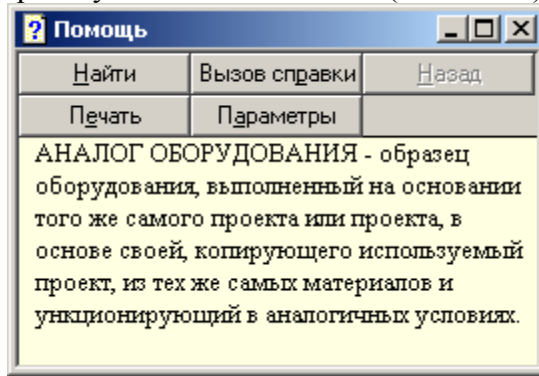 Помощь
Найти Вызов справки Назад
Печать Параметры
АНАЛОГ ОБОРУДОВАНИЯ - образец
оборудования, выполненный на основании
того же самого проекта или проекта, в
основе своей, копирующего используемый
проект, из тех же самых материалов и
ункционирующий в аналогичных условиях.